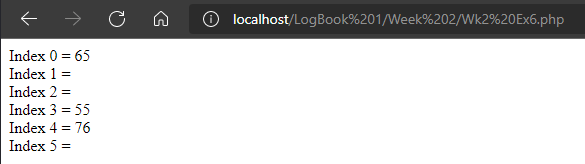 localhost/LogBook%201/Week%202/Wk2%20Ex6.php
Index 0 = 65
Index 1 =
Index 2 =
Index 3 = 55
Index 4 = 76
Index 5 =